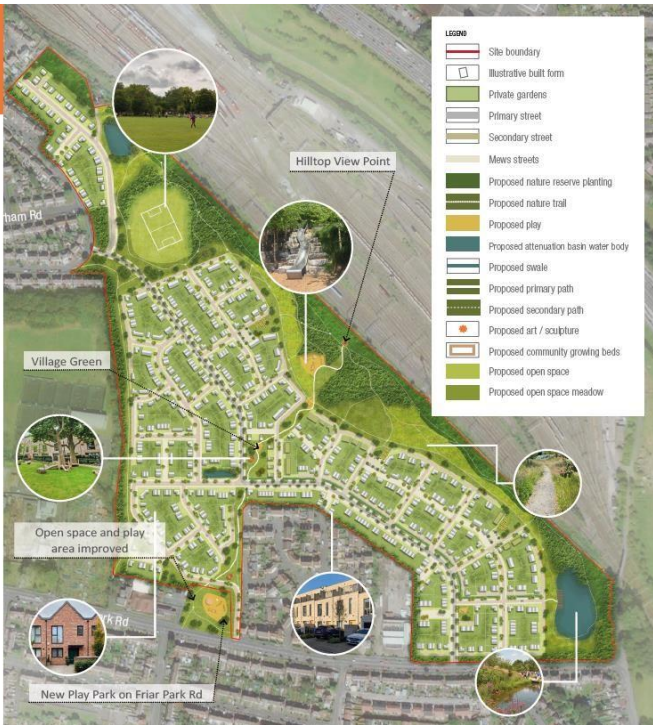 LEGEND
Site boundary
Illustrative built form
Private gardens
Primary street
Secondary street
Mews streets
Proposed nature reserve planting
Proposed nature trail
Proposed play
Proposed attenuation basin water body
Proposed swale
Proposed primary path
Proposed secondary path
Proposed art / sculpture
Proposed community growing beds
Proposed open space
Proposed open space meadow
Hilltop View Point
ham Rd
Village Green
Open space and play
area improved
rk Rd
New Play Park on Friar Park Rd